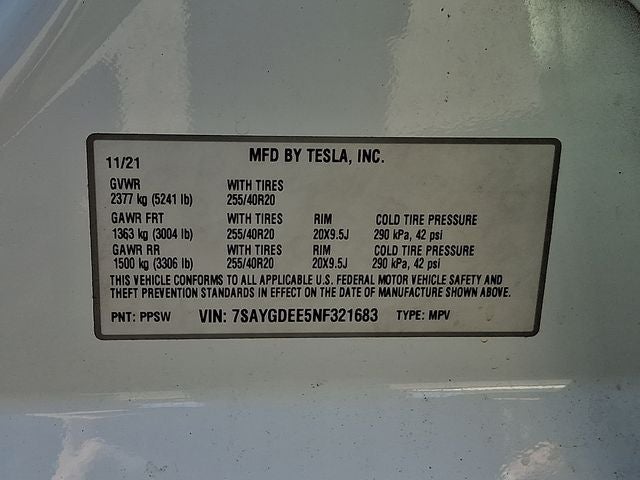 11/21 MFD BY TESLA, INC.
GVWR WITH TIRES
2377 kg (5241 lb) 255/40R20
GAWR FRT WITH TIRES RIM COLD TIRE PRESSURE
1363 kg (3004 lb) 255/40R20 20X9.5J 290 kPa, 42 psi
GAWR RR WITH TIRES RIM COLD TIRE PRESSURE
1500 kg (3306 lb) 255/40R20 20X9.5J 290 kPa, 42 psi
THIS VEHICLE CONFORMS TO ALL APPLICABLE U.S. FEDERAL MOTOR VEHICLE SAFETY AND
THEFT PREVENTION STANDARDS IN EFFECT ON THE DATE OF MANUFACTURE SHOWN ABOVE.
PNT: PPSW VIN: 7SAYGDEE5NF321683 TYPE: MPV